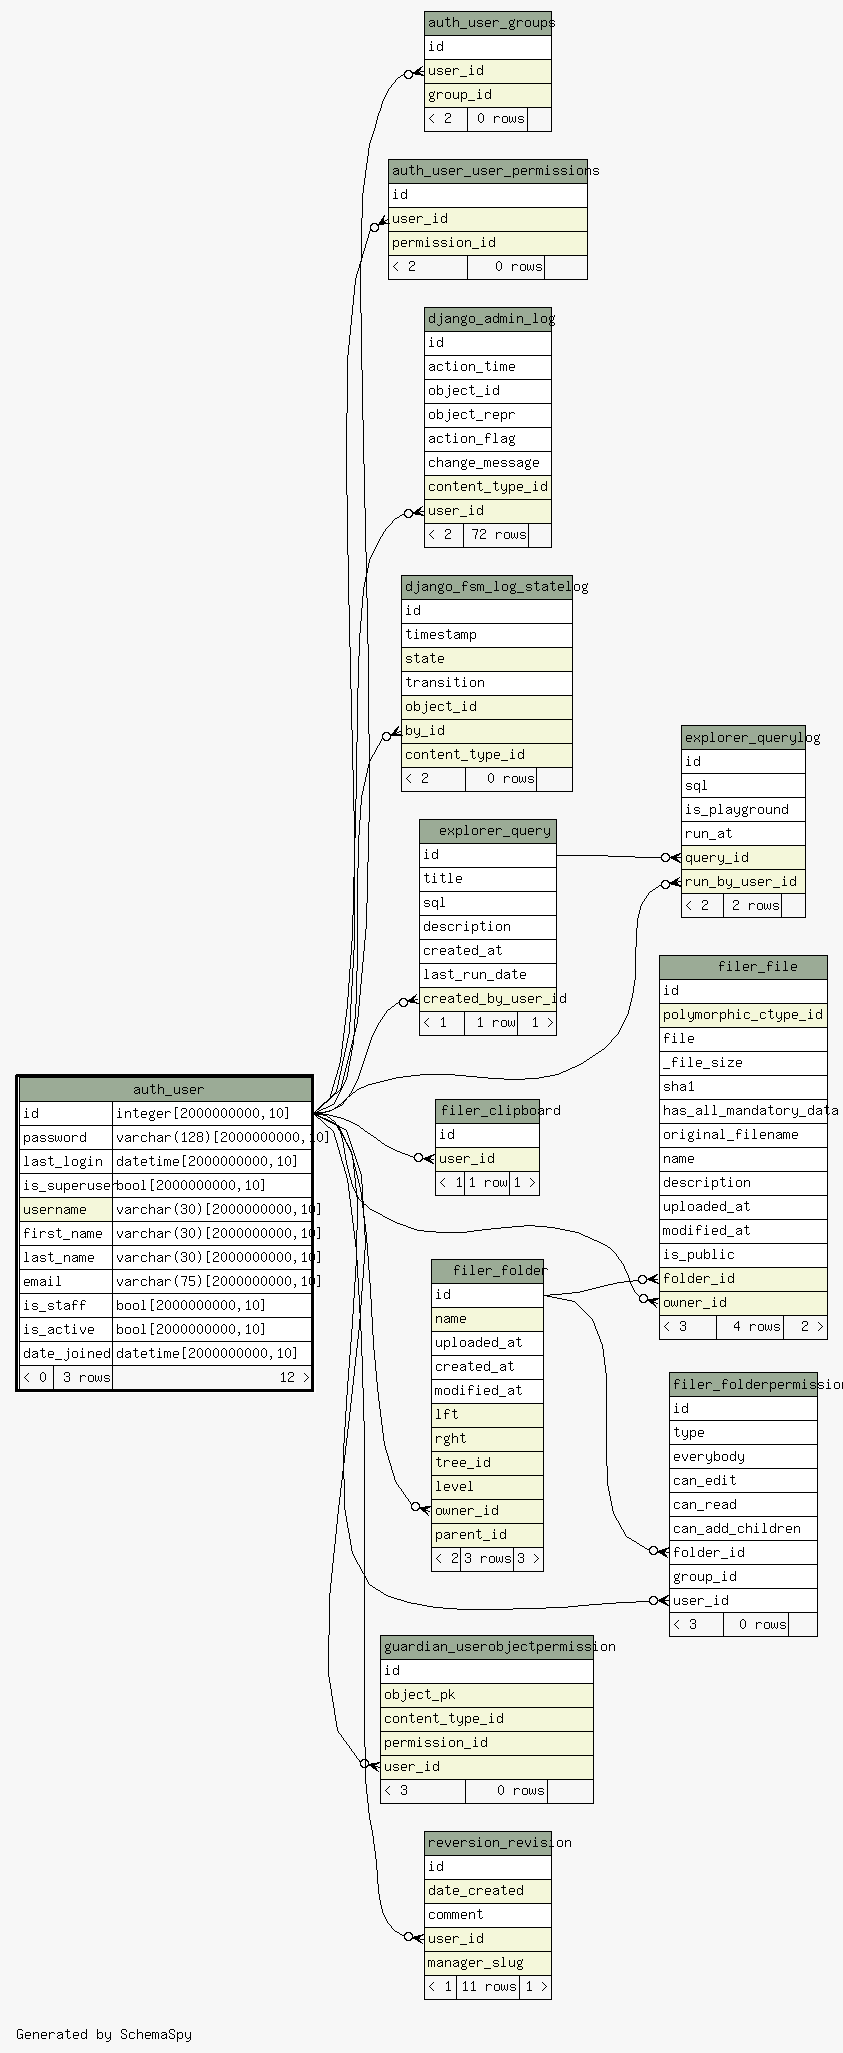 auth_user_groups
id
user_id
group_id
< 2 0 rows
auth_user_user_permissions
id
user_id
permission_id
< 2 0 rows
django_admin_log
id
action_time
object_id
object_repr
action_flag
change_message
content_type_id
user_id
< 2 72 rows
django_fsm_log_statelog
id
timestamp
state
transition
object_id
by_id
content_type_id
< 2 0 rows
explorer_querylog
id
sql
is_playground
run_at
query_id
run_by_user_id
< 2 2 rows
explorer_query
id
title
sql
description
created_at
last_run_date
created_by_user_id
< 1 1 row 1 >
filer_file
id
polymorphic_ctype_id
file
_file_size
sha1
has_all_mandatory_data
original_filename
name
description
uploaded_at
modified_at
is_public
folder_id
owner_id
< 3 4 rows 2 >
auth_user
id integer[2000000000,10]
password varchar(128)[2000000000,10]
last_login datetime[2000000000,10]
is_superuser bool[2000000000,10]
username varchar(30)[2000000000,10]
first_name varchar(30)[2000000000,10]
last_name varchar(30)[2000000000,10]
email varchar(75)[2000000000,10]
is_staff bool[2000000000,10]
is_active bool[2000000000,10]
date_joined datetime[2000000000,10]
< 0 3 rows 12 >
filer_clipboard
id
user_id
< 1 1 row 1 >
filer_folder
id
name
uploaded_at
created_at
modified_at
lft
rght
tree_id
level
owner_id
parent_id
< 2 3 rows 3 >
filer_folderpermission
id
type
everybody
can_edit
can_read
can_add_children
folder_id
group_id
user_id
< 3 0 rows
guardian_userobjectpermission
id
object_pk
content_type_id
permission_id
user_id
< 3 0 rows
reversion_revision
id
date_created
comment
user_id
manager_slug
< 1 11 rows 1 >
Generated by SchemaSpy